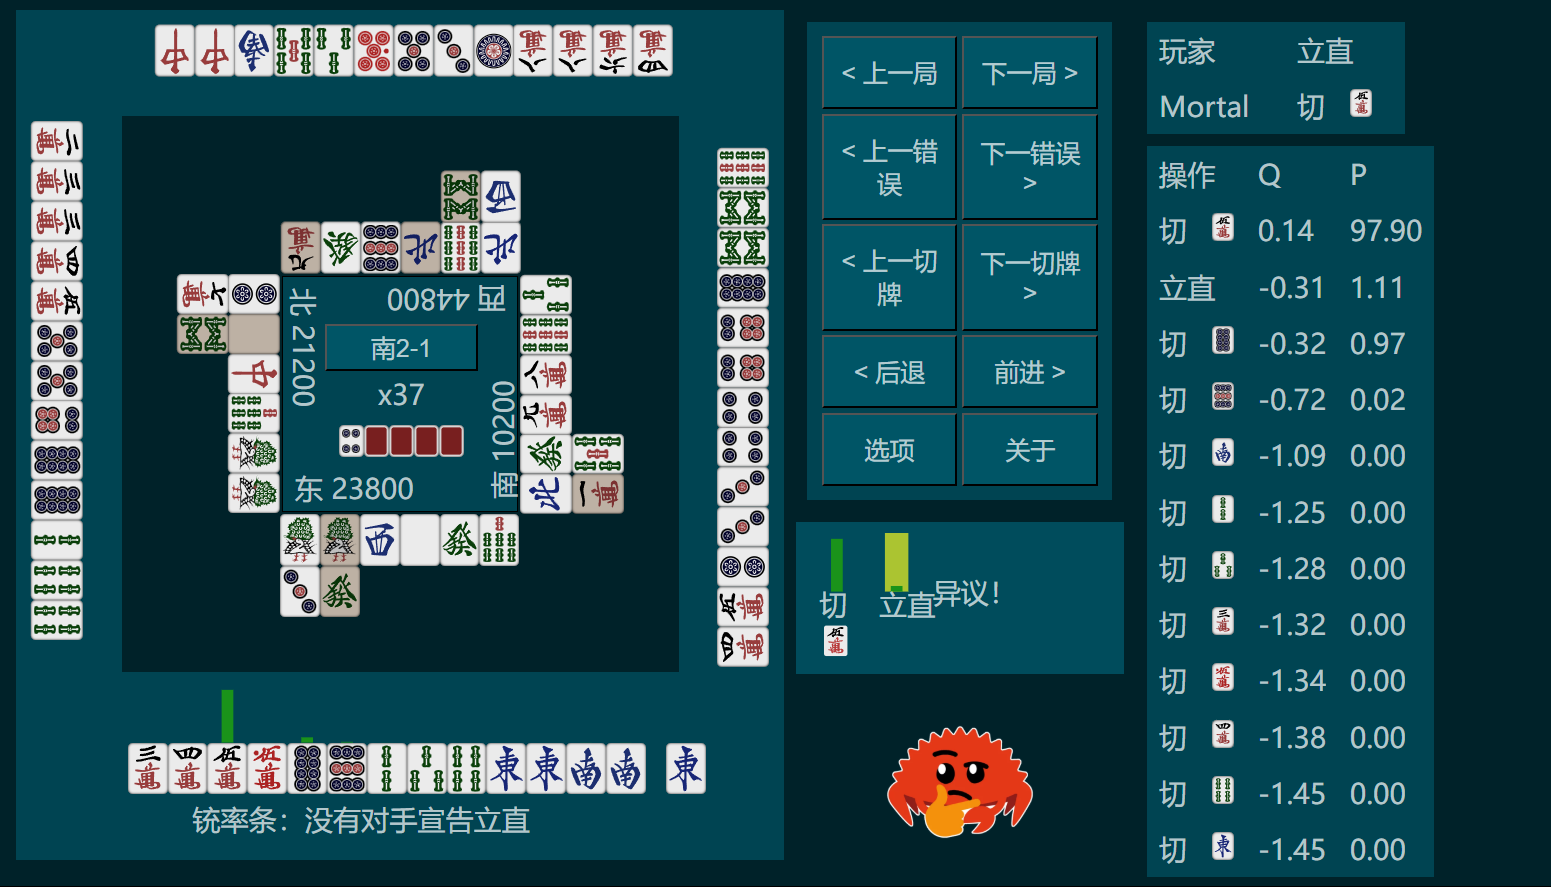 北 21200
西 44800
南2-1
x37
南 10200
东 23800
铳率条：没有对手宣告立直
< 上一局
下一局 >
< 上一错误
下一错误 >
< 上一切牌
下一切牌 >
< 后退
前进 >
选项
关于
切
立直
异议！
玩家 立直
Mortal 切
操作 Q P
切 0.14 97.90
立直 -0.31 1.11
切 -0.32 0.97
切 -0.72 0.02
切 -1.09 0.00
切 -1.25 0.00
切 -1.28 0.00
切 -1.32 0.00
切 -1.34 0.00
切 -1.38 0.00
切 -1.45 0.00
切 -1.45 0.00